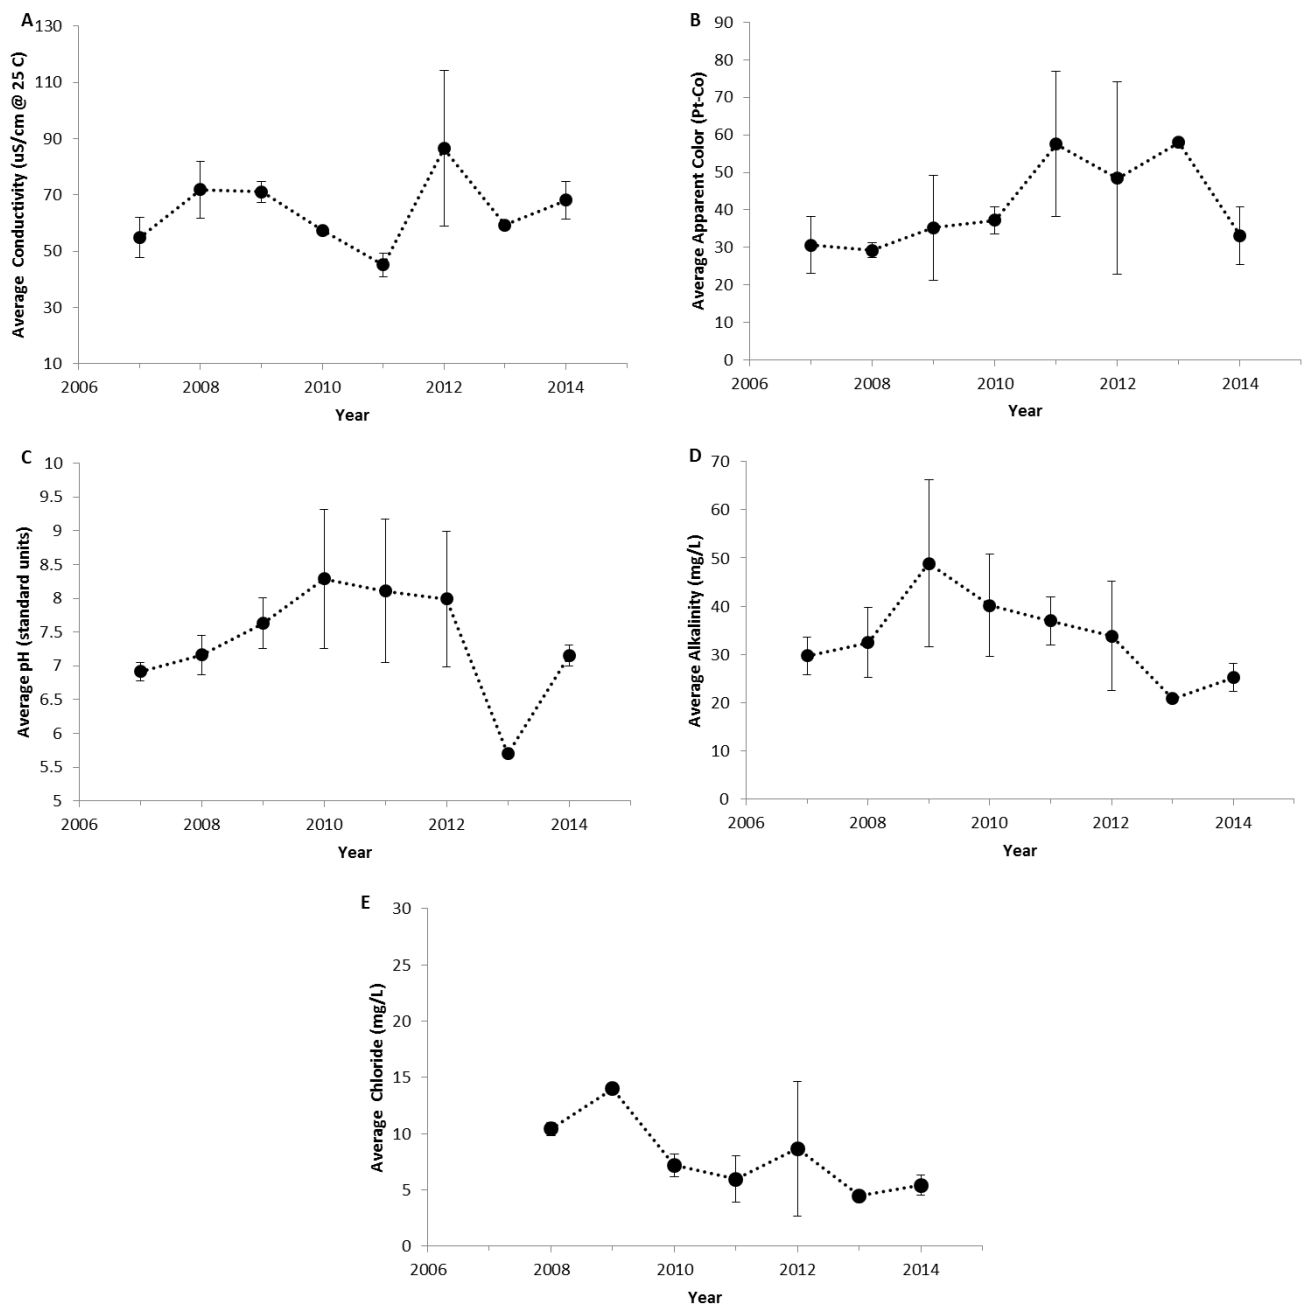 A
Average Conductivity (uS/cm @ 25 C)
130
110
90
70
50
30
10
2006 2008 2010 2012 2014
Year
B
Average Apparent Color (Pt-Co)
90
80
70
60
50
40
30
20
10
0
2006 2008 2010 2012 2014
Year
C
Average pH (standard units)
10
9.5
9
8.5
8
7.5
7
6.5
6
5.5
5
2006 2008 2010 2012 2014
Year
D
Average Alkalinity (mg/L)
70
60
50
40
30
20
10
0
2006 2008 2010 2012 2014
Year
E
Average Chloride (mg/L)
30
25
20
15
10
5
0
2006 2008 2010 2012 2014
Year